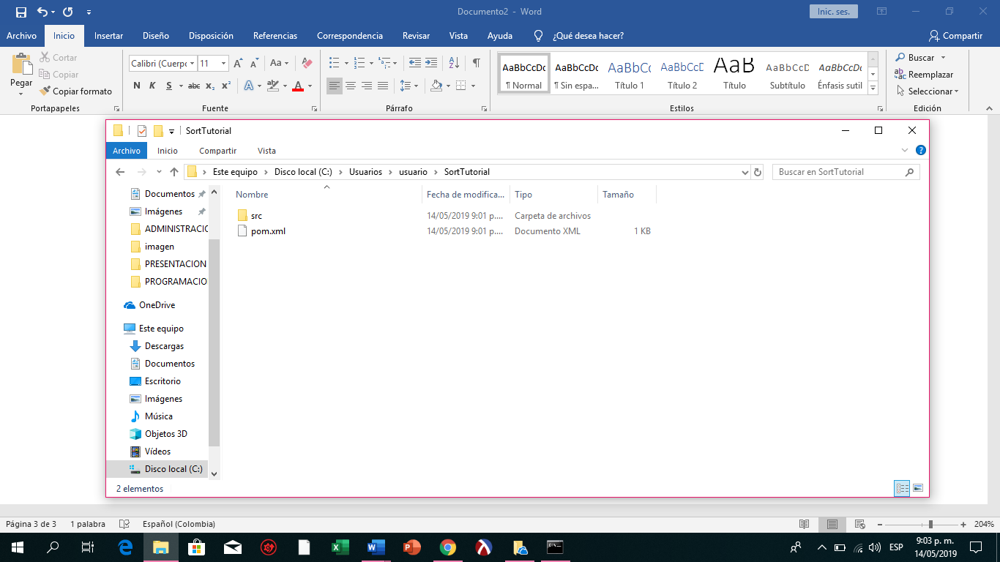 Documento2 - Word
Inic. ses.
Archivo Inicio Insertar Diseño Disposición Referencias Correspondencia Revisar Vista Ayuda ¿Qué desea hacer? Compartir
Pegar
Cortar
Copiar
Copiar formato
Portapapeles
Calibri (Cuerpo 11
N K S abc x₂ x²
Fuente
Párrafo
AaBbCcDc AaBbCcDc AaBbCc AaBbCcD AaB AaBbCcD AaBbCcDc
¶ Normal ¶ Sin espa... Título 1 Título 2 Título Subtítulo Énfasis sutil
Estilos
Buscar
Reemplazar
Seleccionar
Edición
SortTutorial
Archivo Inicio Compartir Vista
Este equipo > Disco local (C:) > Usuarios > usuario > SortTutorial
Buscar en SortTutorial
Documentos
Imágenes
ADMINISTRACIO
imagen
PRESENTACION
PROGRAMACIO
OneDrive
Este equipo
Descargas
Documentos
Escritorio
Imágenes
Música
Objetos 3D
Vídeos
Disco local (C:)
Nombre Fecha de modifica... Tipo Tamaño
src 14/05/2019 9:01 p.... Carpeta de archivos
pom.xml 14/05/2019 9:01 p.... Documento XML 1 KB
2 elementos
Página 3 de 3 1 palabra Español (Colombia) 204%
ESP
9:03 p. m.
14/05/2019